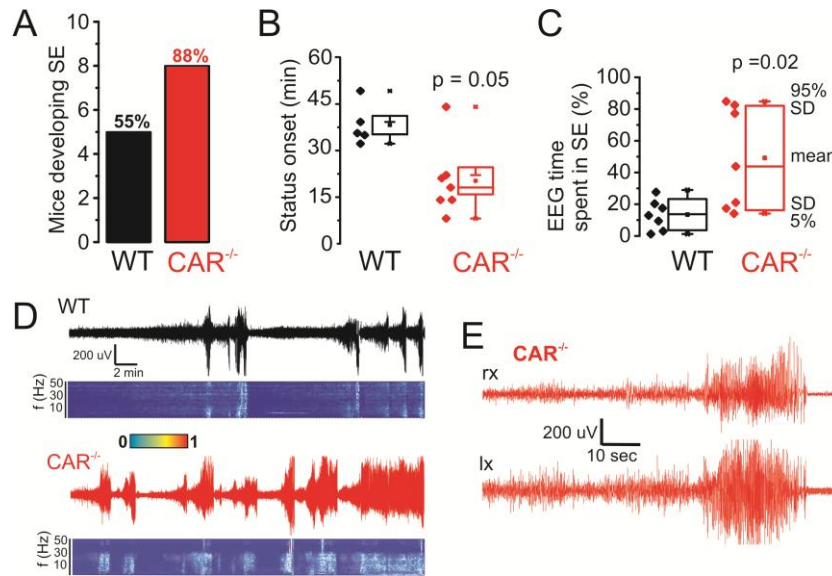 A
Mice developing SE
10
8
6
4
2
0
55%
88%
WT
CAR-/-
B
Status onset (min)
60
45
30
15
0
p = 0.05
WT
CAR-/-
C
EEG time
spent in SE (%)
100
80
60
40
20
0
p =0.02
95%
SD
mean
SD
5%
WT
CAR-/-
D
WT
200 uV
2 min
f (Hz)
50
30
10
0
1
CAR-/-
f (Hz)
50
30
10
E
CAR-/-
rx
200 uV
10 sec
lx